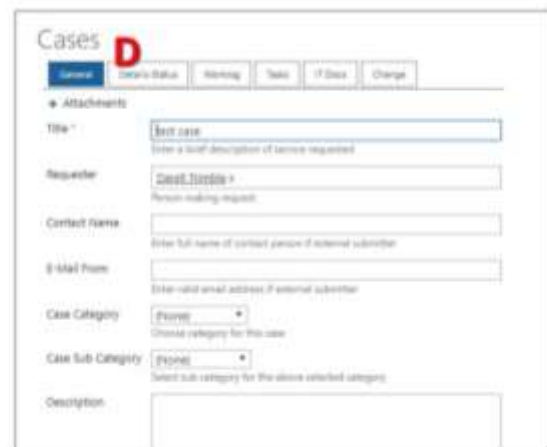 Cases
D
General Details Status Worklog Tasks IT Docs Change
Attachments
Title *
test case
Enter a brief description of service requested
Requester
Person making request
Contact Name
Enter full name of contact person if external submitter
E-Mail From
Enter valid email address if external submitter
Case Category (None)
Choose category for this case
Case Sub Category (None)
Select sub category for the above selected category
Description